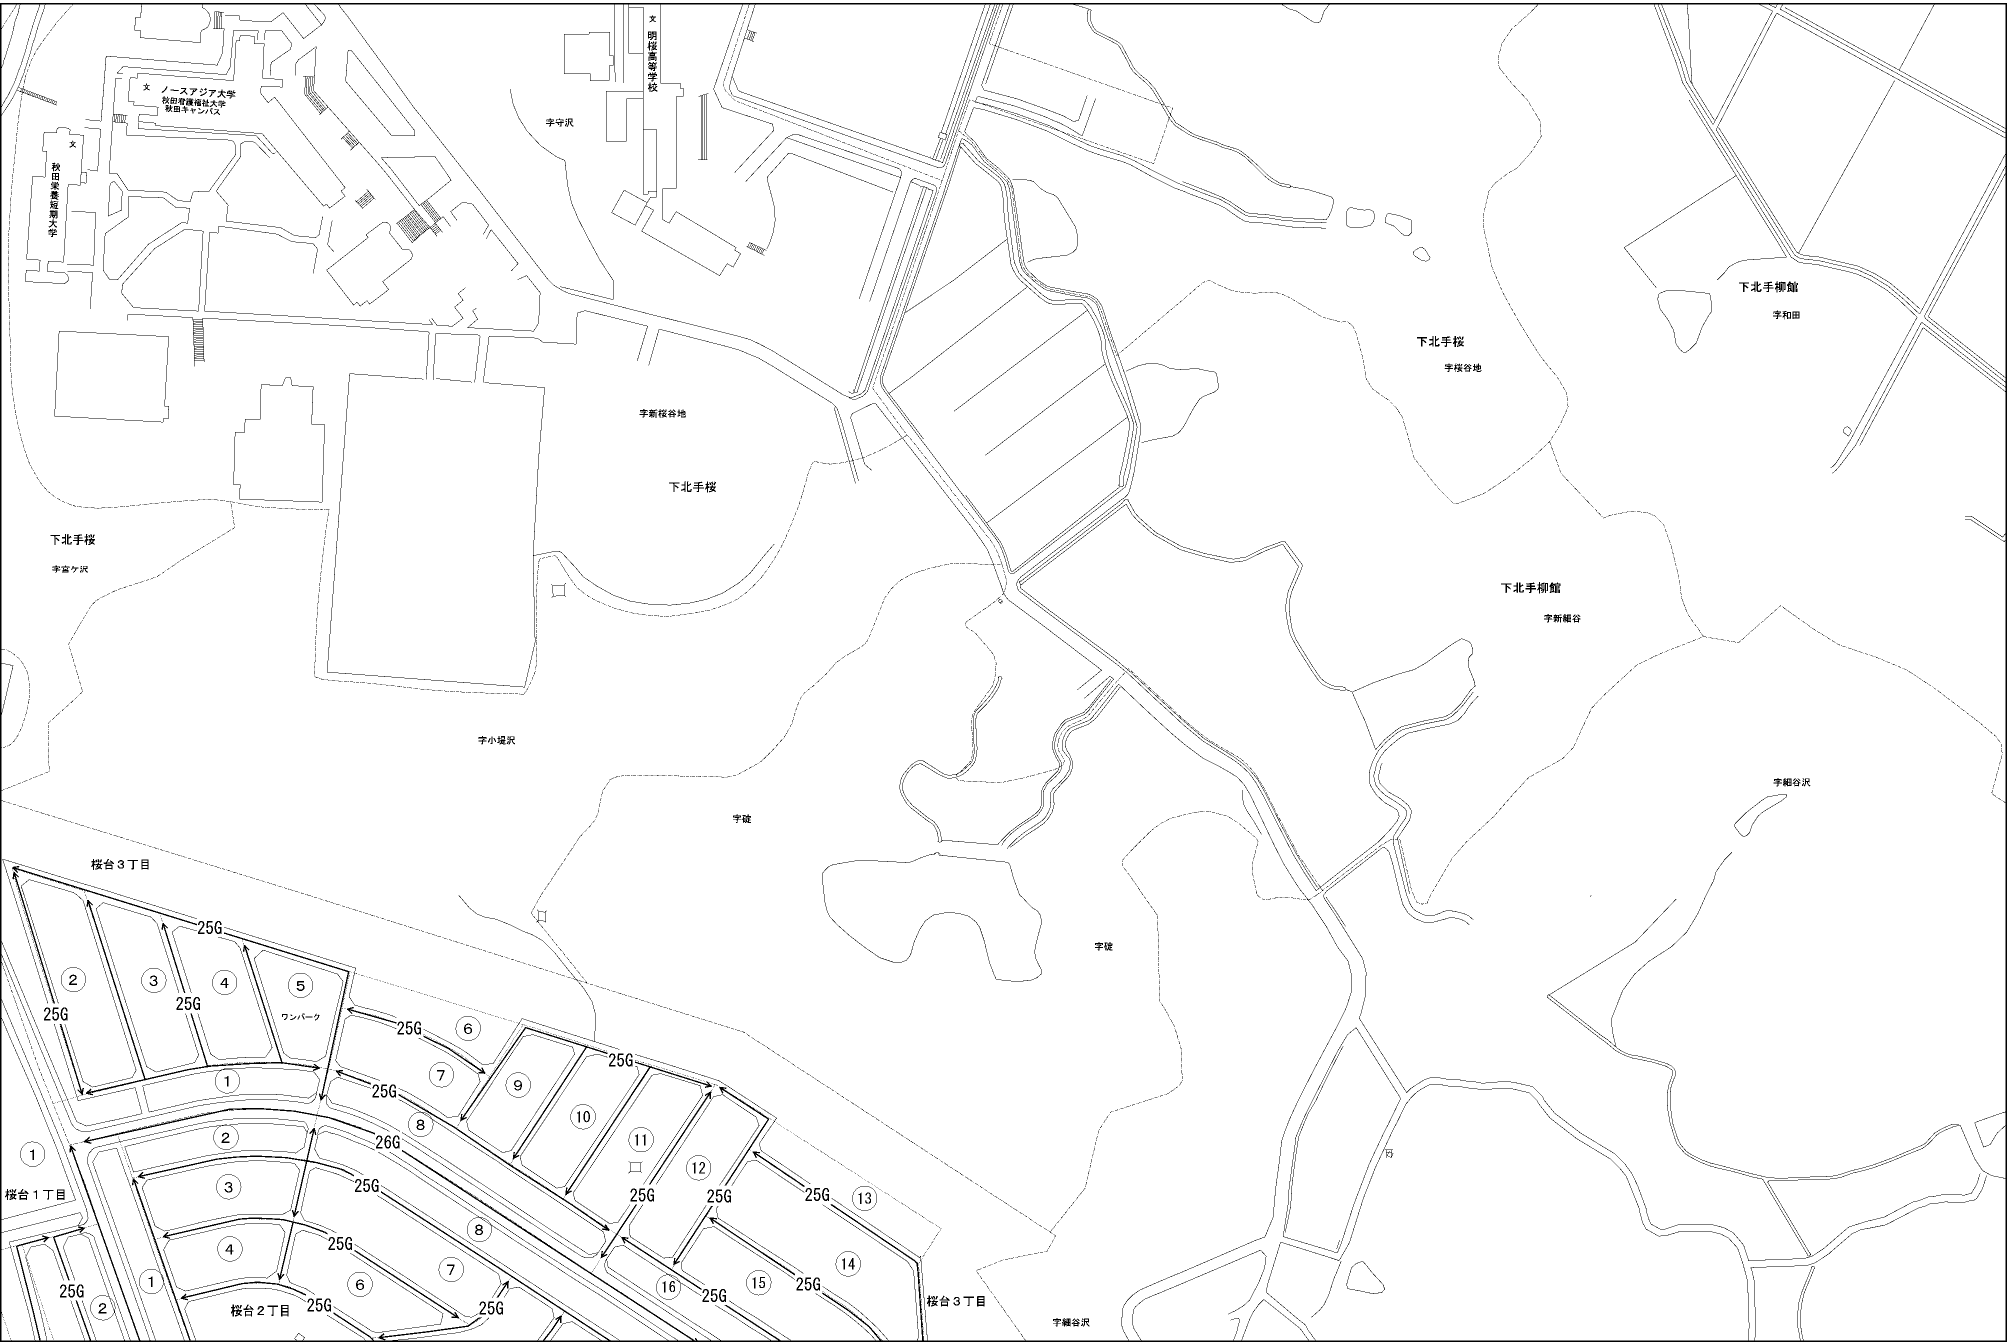 文
明桜高等学校
文
ノースアジア大学
秋田看護福祉大学
秋田キャンパス
字守沢
文
秋田栄養短期大学
下北手柳館
字和田
下北手桜
字桜谷地
字新桜谷地
下北手桜
下北手桜
字宮ケ沢
下北手柳館
字新細谷
字小堤沢
字細谷沢
字碇
桜台3丁目
字碇
25G
2
3
4
5
ワンパーク
25G
25G
25G
6
7
25G
25G
9
1
10
8
11
12
2
26G
1
桜台1丁目
3
25G
25G
25G
25G
13
8
4
25G
14
7
6
16
15
25G
25G
1
25G
2
桜台2丁目
25G
25G
桜台3丁目
字細谷沢